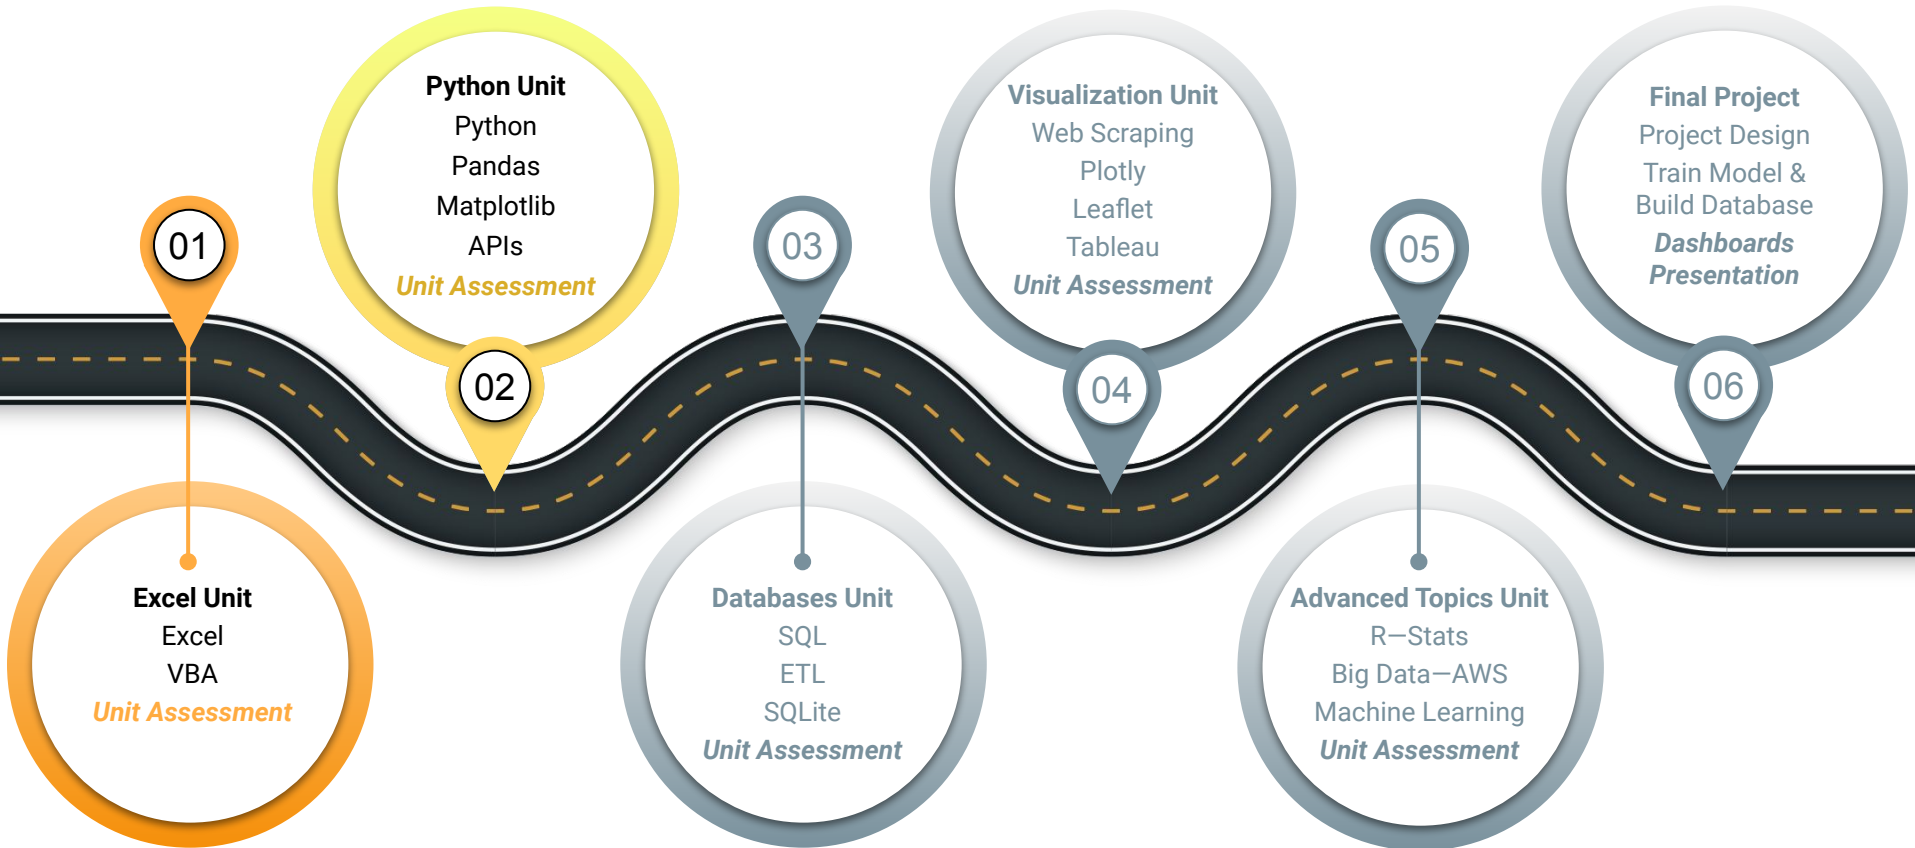 01
Excel Unit
Excel
VBA
Unit Assessment
Python Unit
Python
Pandas
Matplotlib
APIs
Unit Assessment
02
03
Databases Unit
SQL
ETL
SQLite
Unit Assessment
Visualization Unit
Web Scraping
Plotly
Leaflet
Tableau
Unit Assessment
04
05
Advanced Topics Unit
R—Stats
Big Data—AWS
Machine Learning
Unit Assessment
Final Project
Project Design
Train Model &
Build Database
Dashboards
Presentation
06